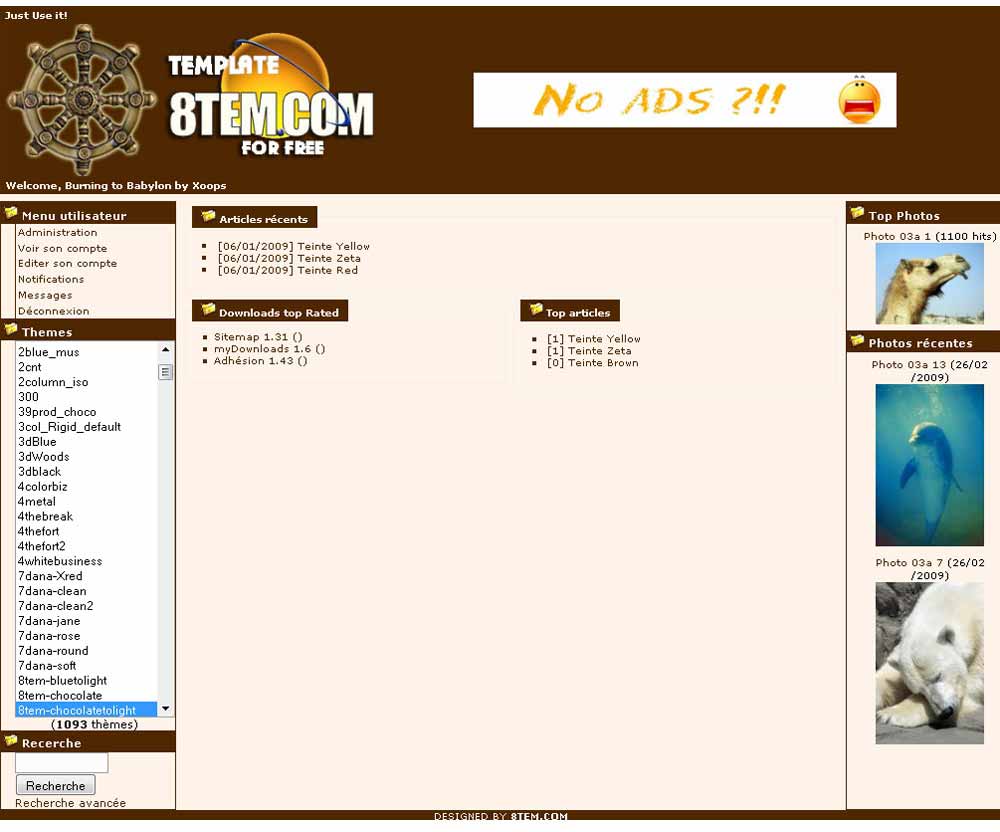 Just Use it!
TEMPLATE
8TEM.COM
FOR FREE
No ADS ?!!
Welcome, Burning to Babylon by Xoops
Menu utilisateur
Administration
Voir son compte
Editer son compte
Notifications
Messages
Déconnexion
Themes
2blue_mus
2cnt
2column_iso
300
39prod_choco
3col_Rigid_default
3dBlue
3dWoods
3dblack
4colorbiz
4metal
4thebreak
4thefort
4thefort2
4whitebusiness
7dana-Xred
7dana-clean
7dana-clean2
7dana-jane
7dana-rose
7dana-round
7dana-soft
8tem-bluetolight
8tem-chocolate
8tem-chocolatetolight
(1093 thèmes)
Recerche
Recherche
Recherche avancée
Articles récents
[06/01/2009] Teinte Yellow
[06/01/2009] Teinte Zeta
[06/01/2009] Teinte Red
Downloads top Rated
Sitemap 1.31 ()
myDownloads 1.6 ()
Adhésion 1.43 ()
Top articles
[1] Teinte Yellow
[1] Teinte Zeta
[0] Teinte Brown
Top Photos
Photo 03a 1 (1100 hits)
Photos récentes
Photo 03a 13 (26/02
/2009)
Photo 03a 7 (26/02
/2009)
DESIGNED BY 8TEM.COM